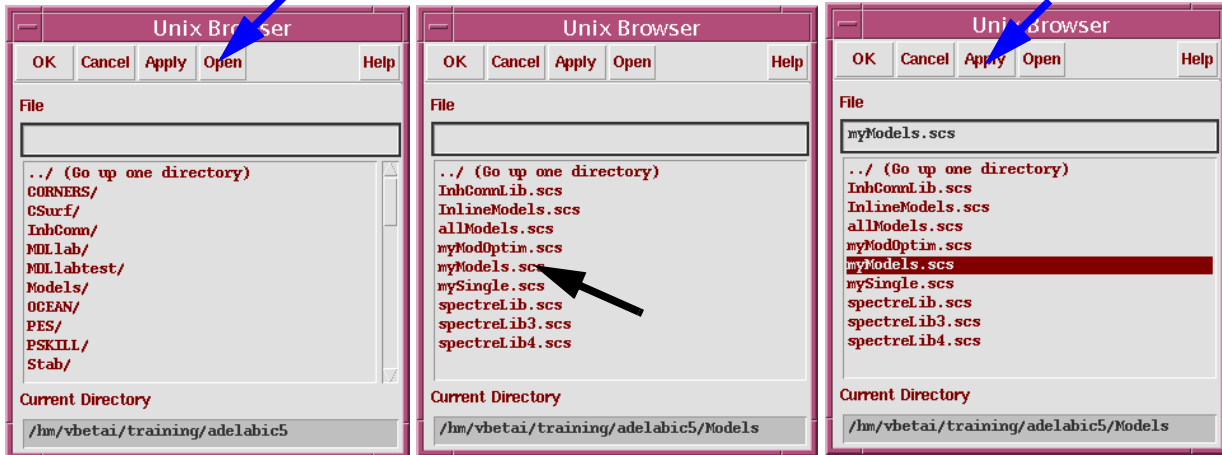 Unix Browser
OK Cancel Apply Open Help
File
../ (Go up one directory)
CORNERS/
CSurf/
InhConn/
MDLlab/
MDLlabtest/
Models/
OCEAN/
PES/
PSKILL/
Stab/
Current Directory
/hm/vbetai/training/adelabic5
Unix Browser
OK Cancel Apply Open Help
File
../ (Go up one directory)
InhConnLib.scs
InlineModels.scs
allModels.scs
myModOptim.scs
myModels.scs
mySingle.scs
spectreLib.scs
spectreLib3.scs
spectreLib4.scs
Current Directory
/hm/vbetai/training/adelabic5/Models
Unix Browser
OK Cancel Apply Open Help
File
myModels.scs
../ (Go up one directory)
InhConnLib.scs
InlineModels.scs
allModels.scs
myModOptim.scs
myModels.scs
mySingle.scs
spectreLib.scs
spectreLib3.scs
spectreLib4.scs
Current Directory
/hm/vbetai/training/adelabic5/Models